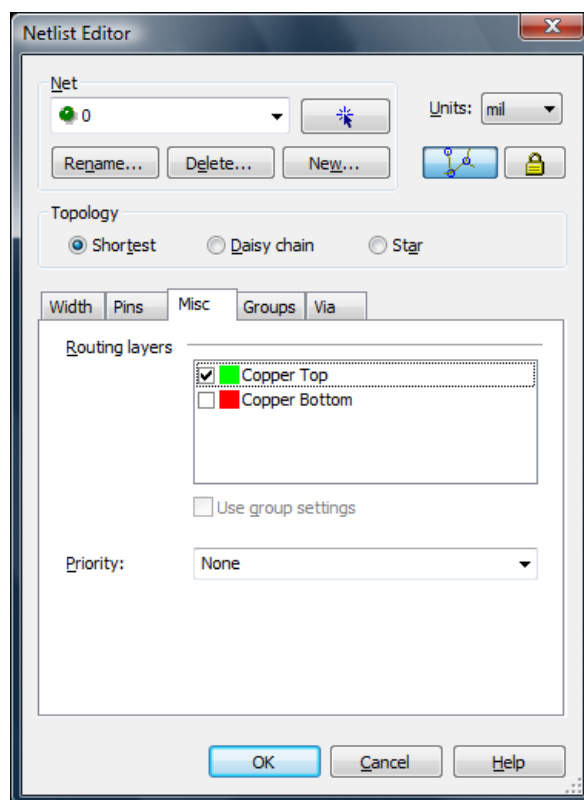 Netlist Editor
Net
0
Units: mil
Rename... Delete... New...
Topology
Shortest Daisy chain Star
Width Pins Misc Groups Via
Routing layers
Copper Top
Copper Bottom
Use group settings
Priority: None
OK Cancel Help